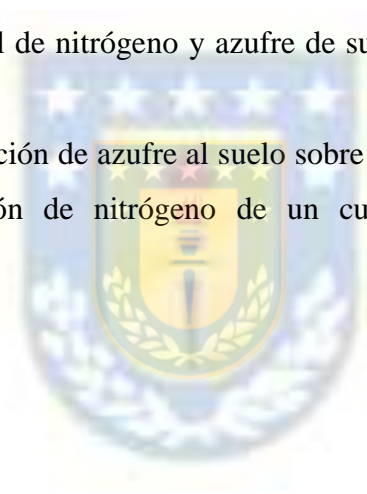 l de nitrógeno y azufre de su
ción de azufre al suelo sobre
ón de nitrógeno de un cu